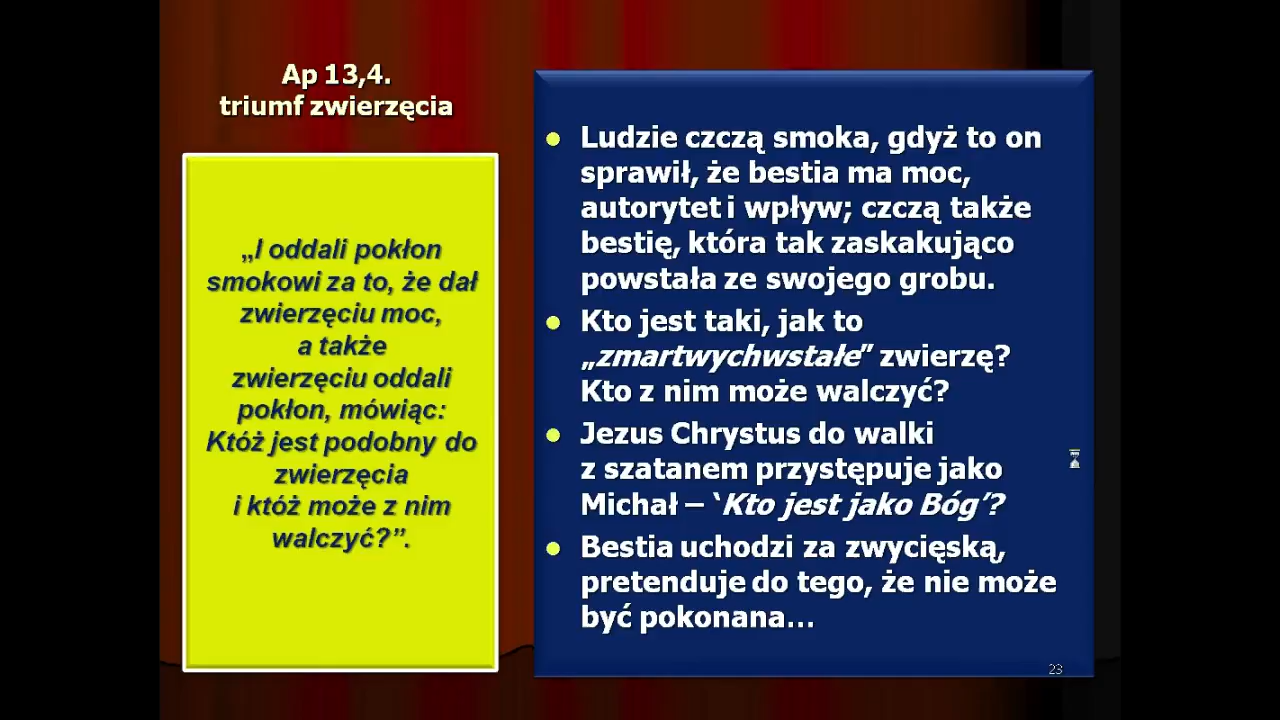 Ap 13,4.
triumf zwierzęcia
„I oddali pokłon
smokowi za to, że dał
zwierzęciu moc,
a także
zwierzęciu oddali
pokłon, mówiąc:
Któż jest podobny do
zwierzęcia
i któż może z nim
walczyć?”.
Ludzie czczą smoka, gdyż to on
sprawił, że bestia ma moc,
autorytet i wpływ; czczą także
bestię, która tak zaskakująco
powstała ze swojego grobu.
Kto jest taki, jak to
„zmartwychwstałe” zwierzę?
Kto z nim może walczyć?
Jezus Chrystus do walki
z szatanem przystępuje jako
Michał – ‘Kto jest jako Bóg’?
Bestia uchodzi za zwycięską,
pretenduje do tego, że nie może
być pokonana…
23